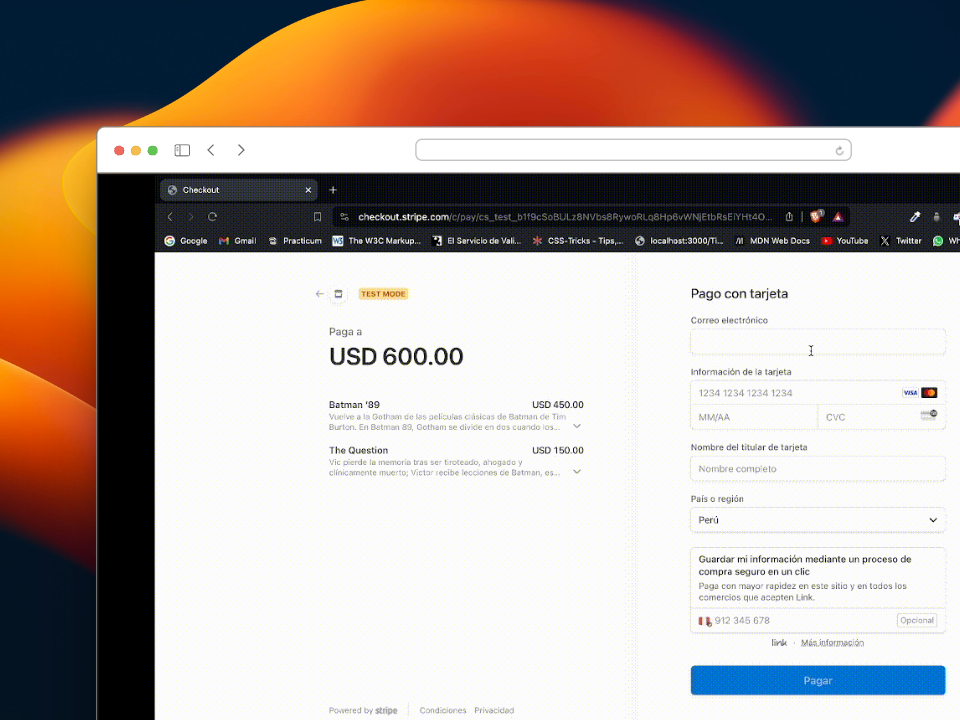 Checkout
checkout.stripe.com/c/pay/cs_test_b1f9cSoBULz8NVbs8RywoRLq8Hp6vWNjEtbRsEiYHt4O...
Google Gmail Practicum The W3C Markup... El Servicio de Vali... CSS-Tricks - Tips,... localhost:3000/Ti... MDN Web Docs YouTube Twitter Wh
TEST MODE
Paga a
USD 600.00
Batman '89 USD 450.00
Vuelve a la Gotham de las películas clásicas de Batman de Tim
Burton. En Batman 89, Gotham se divide en dos cuando los...
The Question USD 150.00
Vic pierde la memoria tras ser tiroteado, ahogado y
clínicamente muerto; Victor recibe lecciones de Batman, es...
Powered by stripe Condiciones Privacidad
Pago con tarjeta
Correo electrónico
Información de la tarjeta
1234 1234 1234 1234 VISA
MM/AA CVC
Nombre del titular de tarjeta
Nombre completo
País o región
Perú
Guardar mi información mediante un proceso de
compra seguro en un clic
Paga con mayor rapidez en este sitio y en todos los
comercios que acepten Link.
912 345 678 Opcional
link · Más información
Pagar